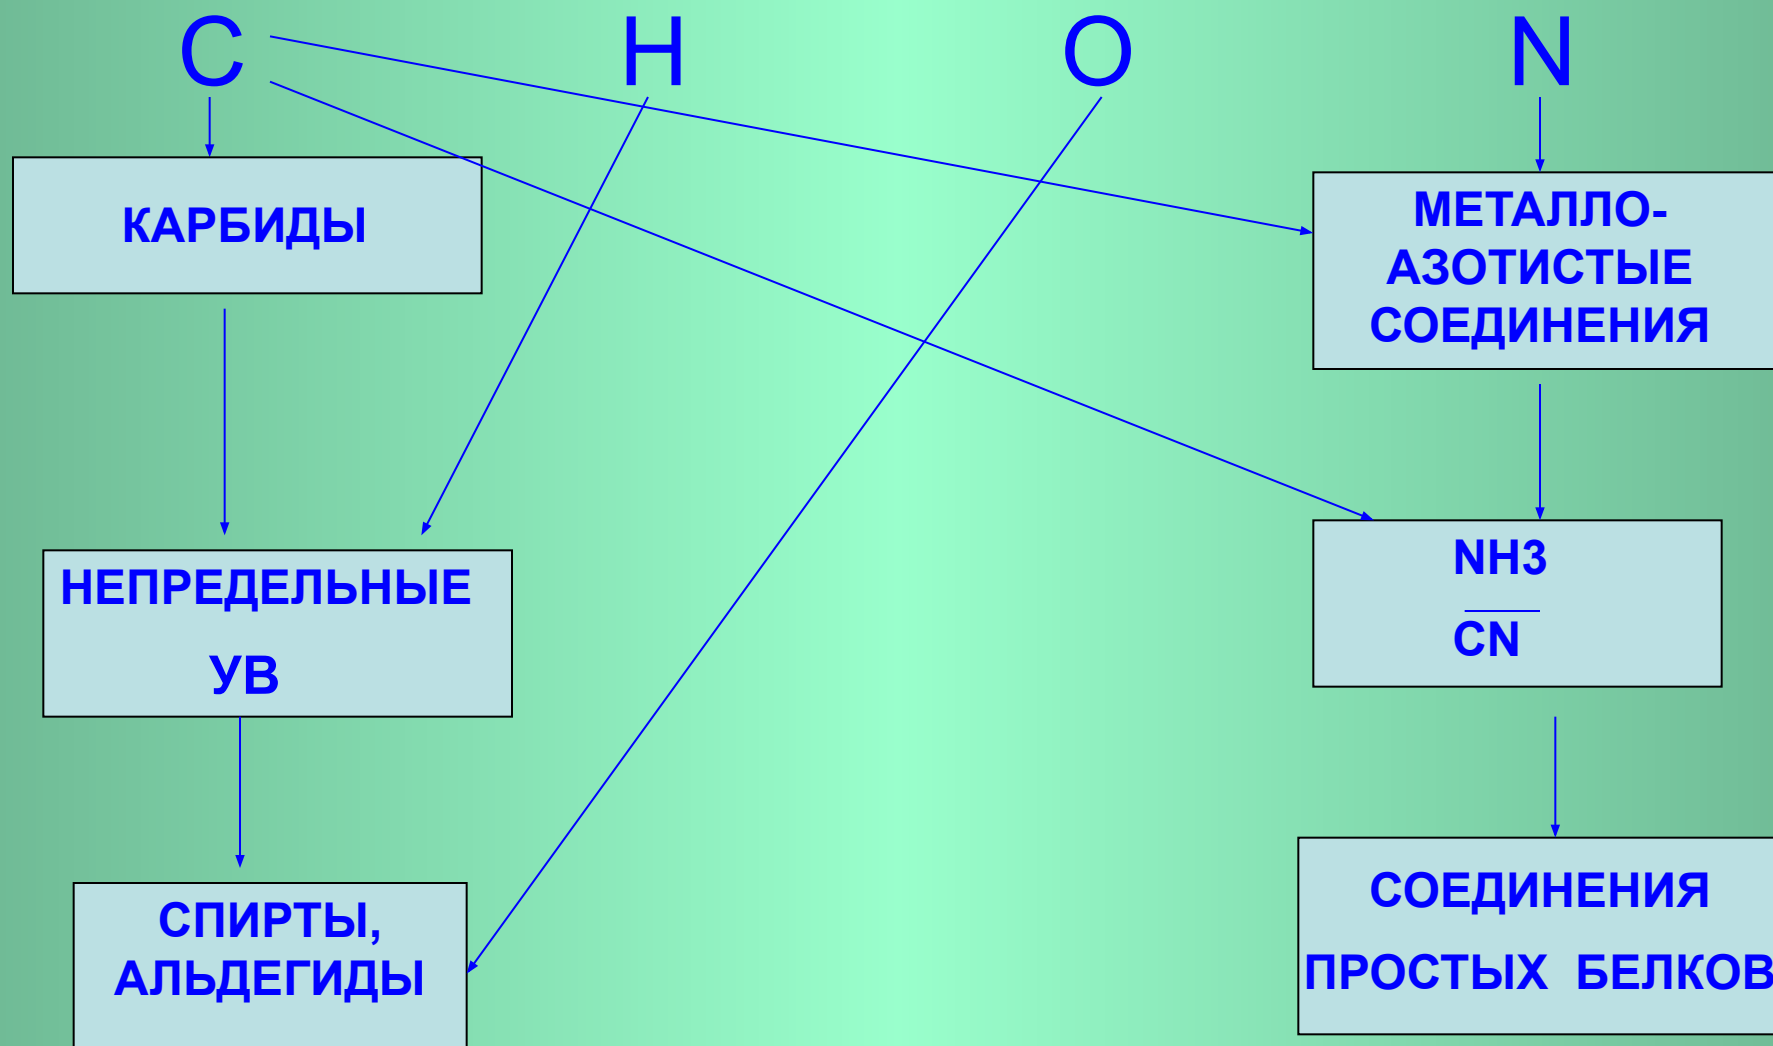 C H O N
КАРБИДЫ
МЕТАЛЛО-
АЗОТИСТЫЕ
СОЕДИНЕНИЯ
НЕПРЕДЕЛЬНЫЕ
УВ
NH3
CN
СПИРТЫ,
АЛЬДЕГИДЫ
СОЕДИНЕНИЯ
ПРОСТЫХ БЕЛКОВ